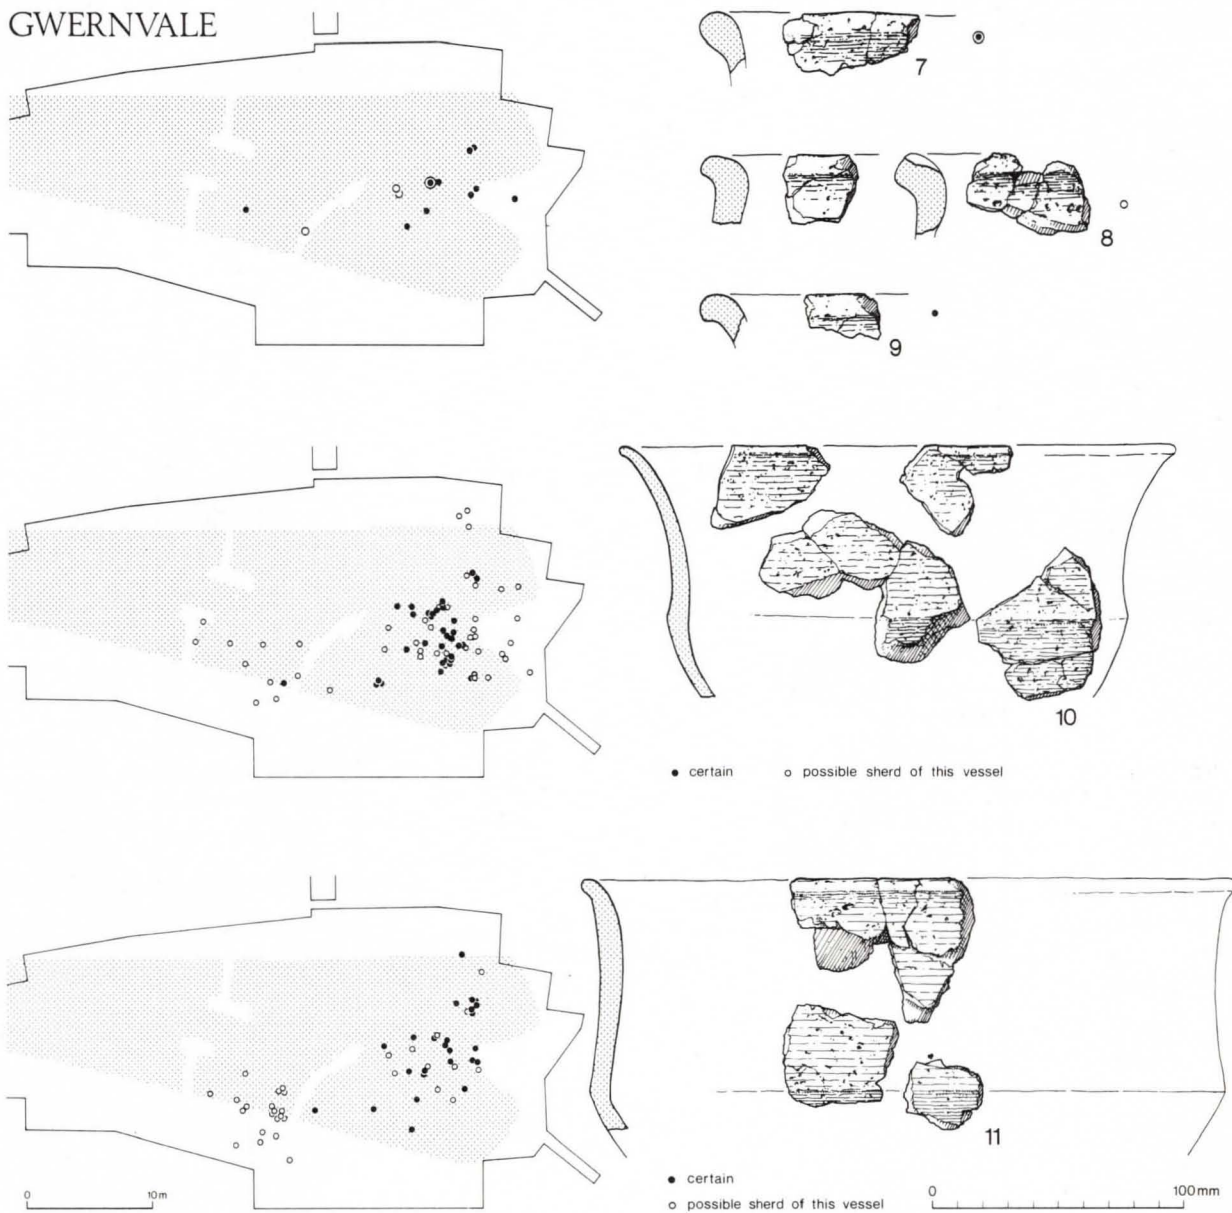 GWERNVALE
7
8
9
10
● certain ○ possible sherd of this vessel
11
● certain
○ possible sherd of this vessel
0 10m
0 100mm